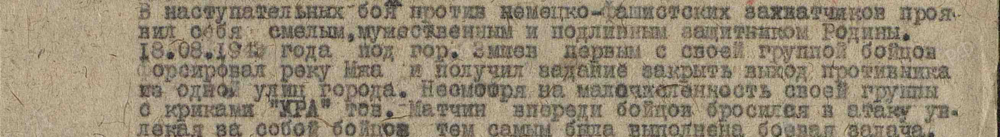 В наступательных боя против немецко-фашистских захватчиков проя-
вил себя смелым, мужественным и подлинным защитником Родины.
18.08.1943 года под гор. Змиев первым с своей группой бойцов
форсировал реку Мжа и получил задание закрыть выход противника
из одной улиц города. Несмотря на малочисленность своей группы
с криками "УРА" тов. Матчин впереди бойцов бросился в атаку ув-
лекая за собой бойцов тем самым была выполнена боевая задача.